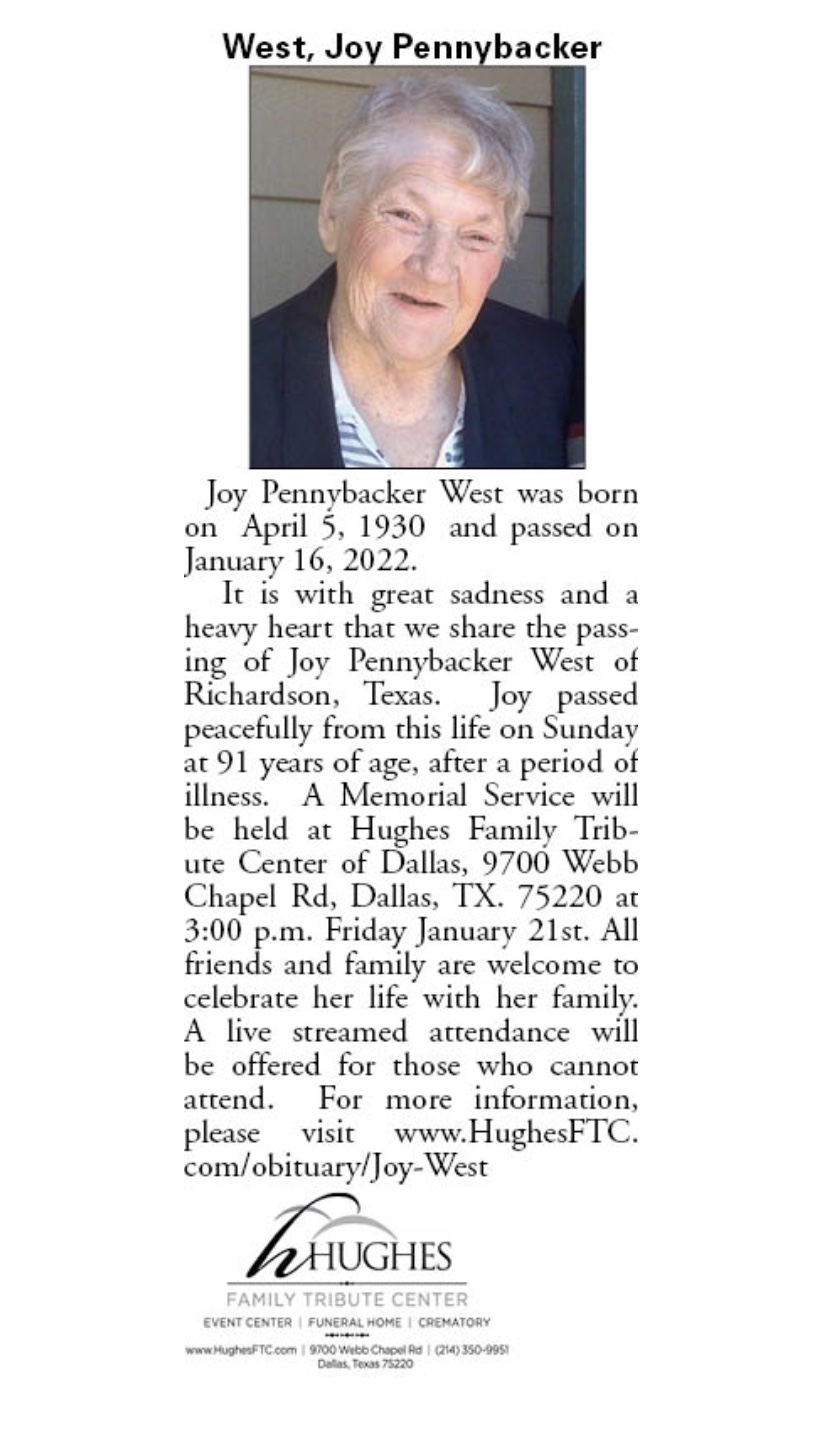 West, Joy Pennybacker
Joy Pennybacker West was born
on April 5, 1930 and passed on
January 16, 2022.
It is with great sadness and a
heavy heart that we share the pass-
ing of Joy Pennybacker West of
Richardson, Texas. Joy passed
peacefully from this life on Sunday
at 91 years of age, after a period of
illness. A Memorial Service will
be held at Hughes Family Trib-
ute Center of Dallas, 9700 Webb
Chapel Rd, Dallas, TX. 75220 at
3:00 p.m. Friday January 21st. All
friends and family are welcome to
celebrate her life with her family.
A live streamed attendance will
be offered for those who cannot
attend. For more information,
please visit www.HughesFTC.
com/obituary/Joy-West
h HUGHES
FAMILY TRIBUTE CENTER
EVENT CENTER | FUNERAL HOME | CREMATORY
www.HughesFTC.com | 9700 Webb Chapel Rd | (214) 350-9951
Dallas, Texas 75220